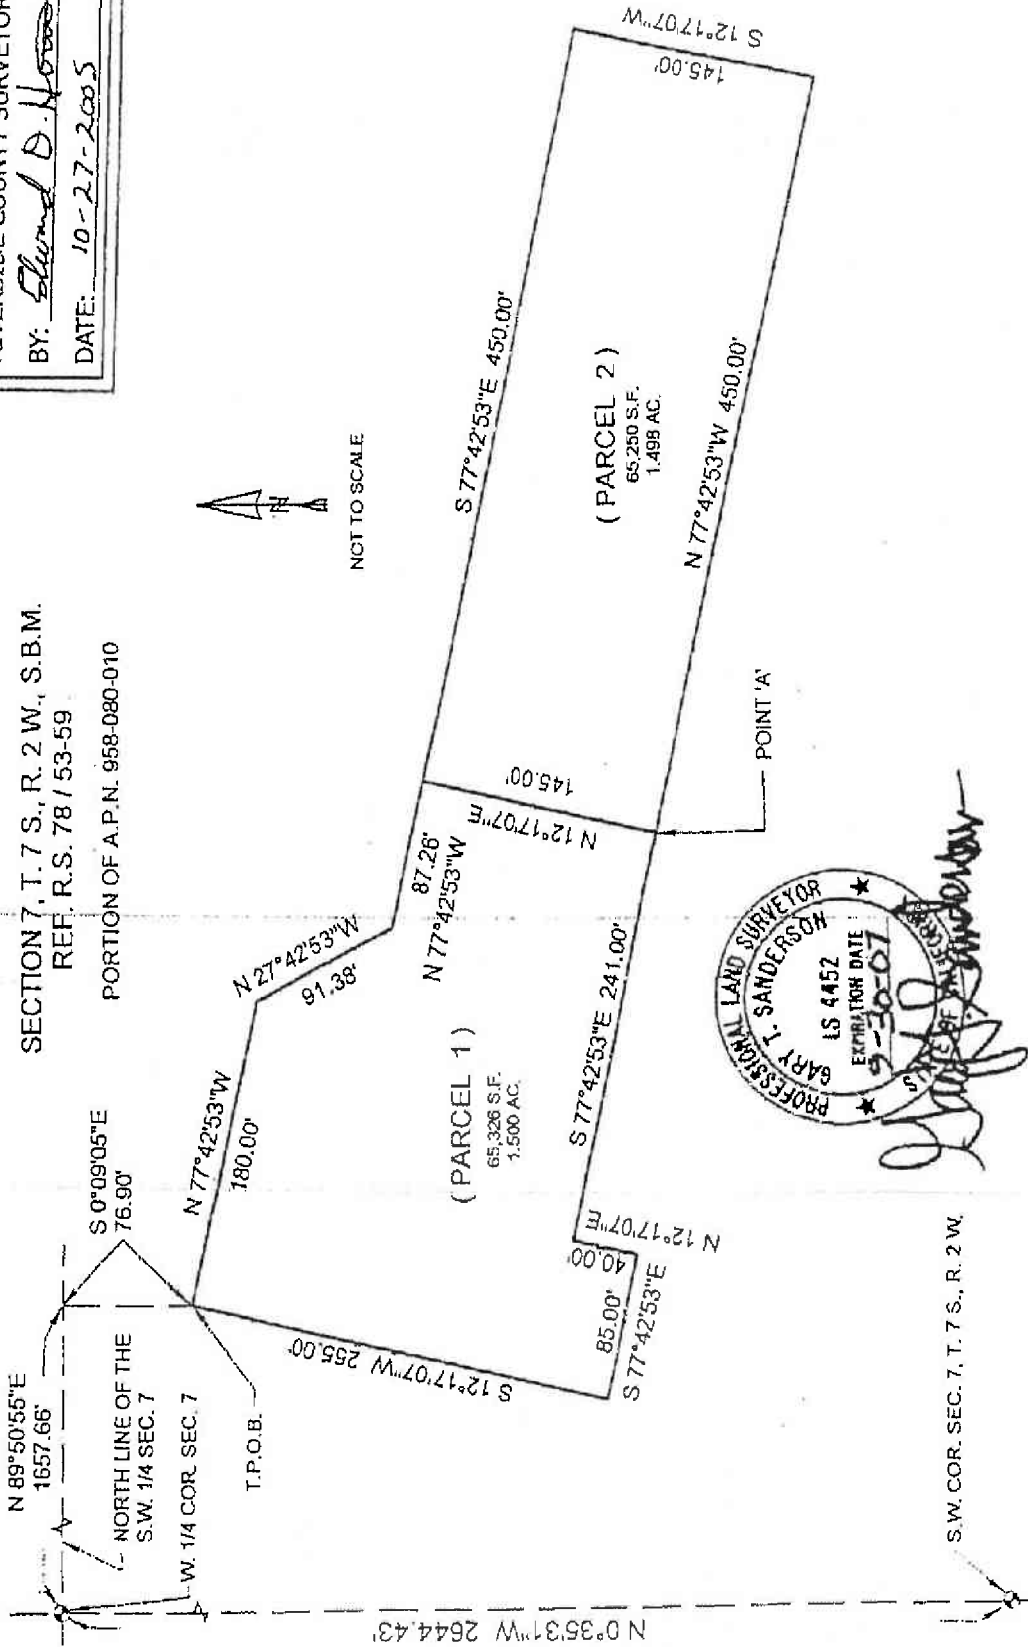 COUNTY SURVEYOR
BY: D.
DATE: 10-27-2005
SECTION 7, T. 7 S., R. 2 W., S.B.M.
REF. R.S. 78 / 53-59
PORTION OF A.P.N. 958-080-010
N
NOT TO SCALE
N 89°50'55"E
1657.66'
S 0°09'05"E
76.90'
NORTH LINE OF THE
S.W. 1/4 SEC. 7
W. 1/4 COR. SEC. 7
T.P.O.B.
N 77°42'53"W
180.00'
N 27°42'53"W
91.38'
87.26'
N 77°42'53"W
S 77°42'53"E 450.00'
S 12°17'07"W
145.00'
(PARCEL 1)
65,326 S.F.
1.500 AC.
N 12°17'07"E
145.00'
(PARCEL 2)
65,250 S.F.
1.498 AC.
N 77°42'53"W 450.00'
S 12°17'07"W 255.00'
85.00'
S 77°42'53"E
40.00'
N 12°17'07"E
S 77°42'53"E 241.00'
POINT 'A'
PROFESSIONAL LAND SURVEYOR
GARY T. SANDERSON
LS 4452
EXPIRATION DATE
9-30-07
N 0°35'31"W 2644.43'
S.W. COR. SEC. 7, T. 7 S., R. 2 W.